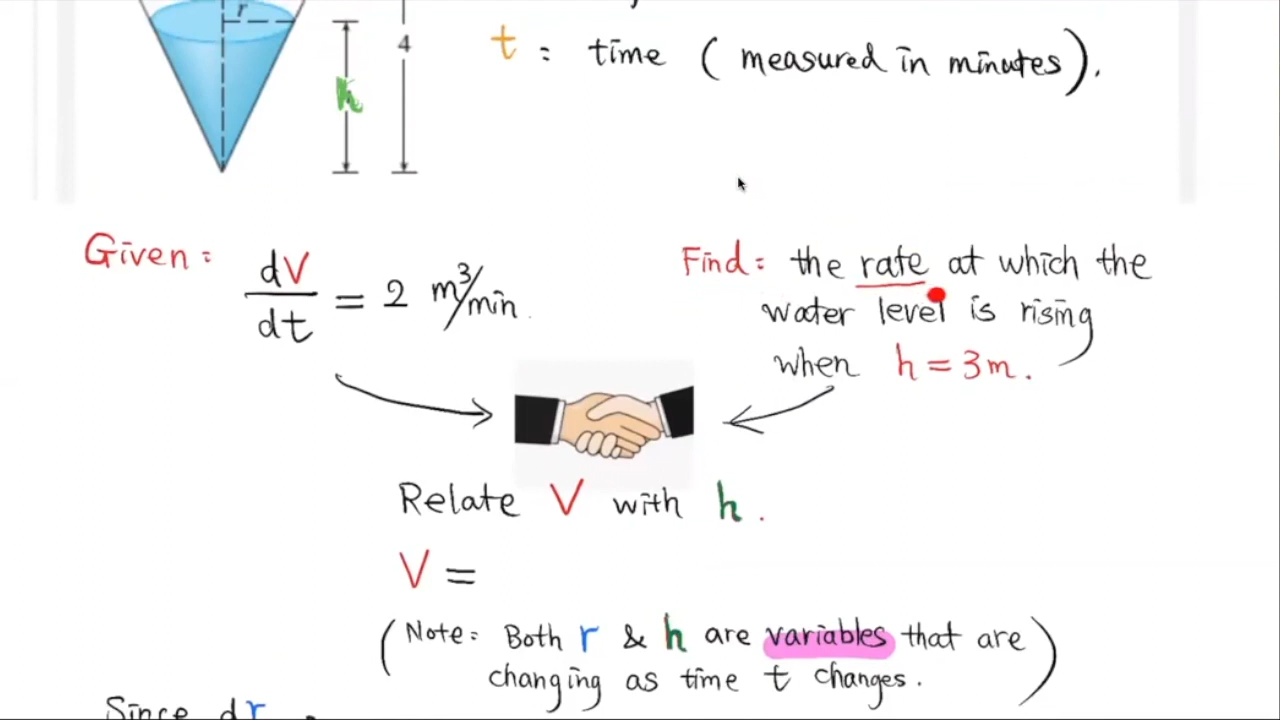 r
4
h
t : time ( measured in minutes ).
Given:
dV/dt = 2 m³/min.
Find: the rate at which the
water level is rising
when h = 3m.
Relate V with h.
V =
(Note: Both r & h are variables that are
changing as time t changes.)
Since dr